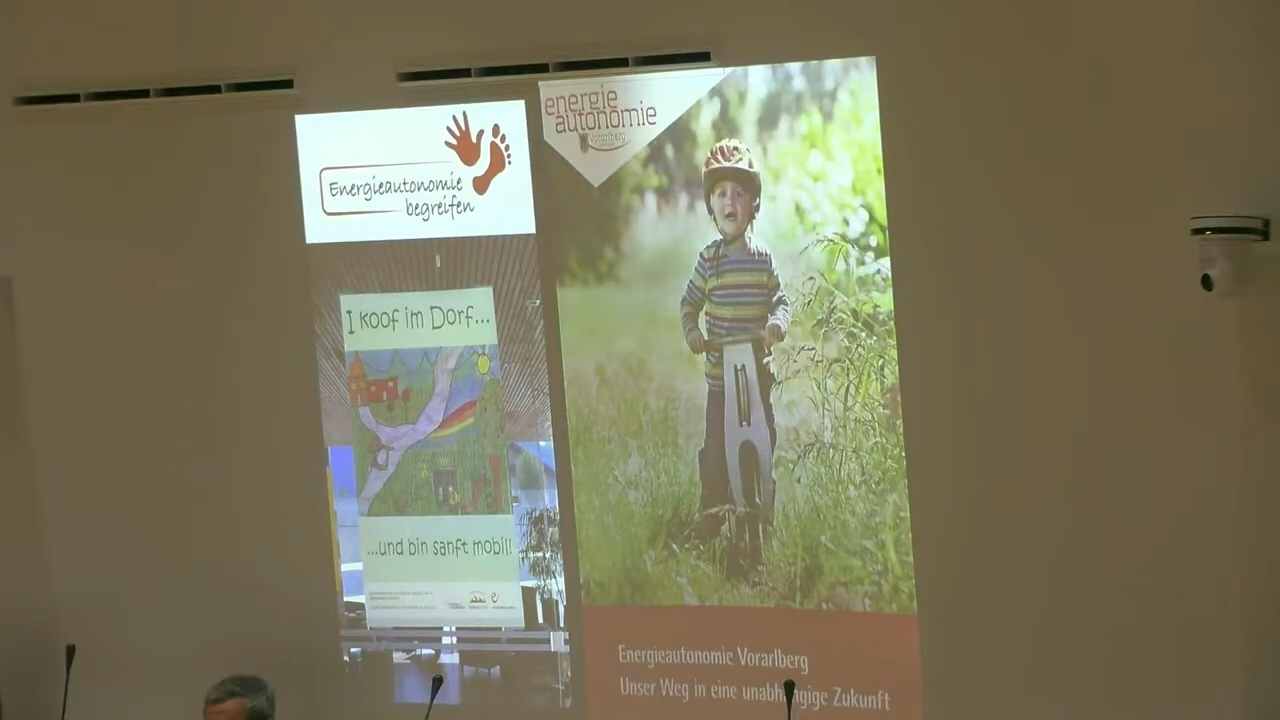 Energieautonomie
begreifen
I koof im Dorf...
...und bin sanft mobil!
energie
autonomie
Vorarlberg
Energieautonomie Vorarlberg
Unser Weg in eine unabhängige Zukunft